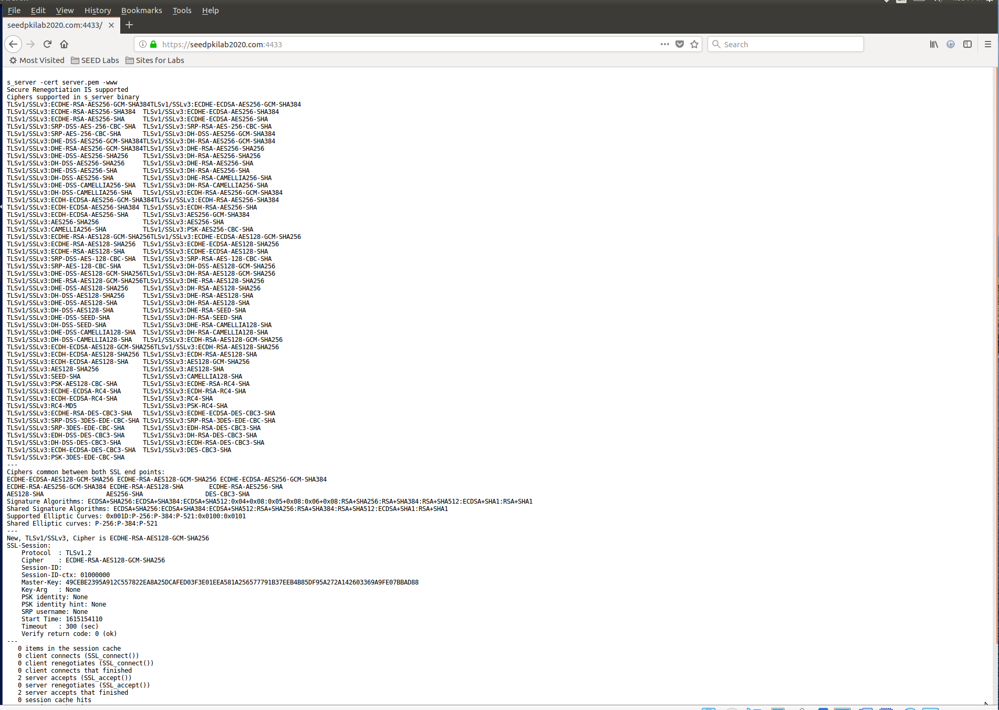 File Edit View History Bookmarks Tools Help
seedpkilab2020.com:4433/
https://seedpkilab2020.com:4433
Search
Most Visited SEED Labs Sites for Labs
s_server -cert server.pem -www
Secure Renegotiation IS supported
Ciphers supported in s_server binary
TLSv1/SSLv3:ECDHE-RSA-AES256-GCM-SHA384TLSv1/SSLv3:ECDHE-ECDSA-AES256-GCM-SHA384
TLSv1/SSLv3:ECDHE-RSA-AES256-SHA384 TLSv1/SSLv3:ECDHE-ECDSA-AES256-SHA384
TLSv1/SSLv3:ECDHE-RSA-AES256-SHA TLSv1/SSLv3:ECDHE-ECDSA-AES256-SHA
TLSv1/SSLv3:SRP-DSS-AES-256-CBC-SHA TLSv1/SSLv3:SRP-RSA-AES-256-CBC-SHA
TLSv1/SSLv3:SRP-AES-256-CBC-SHA TLSv1/SSLv3:DH-DSS-AES256-GCM-SHA384
TLSv1/SSLv3:DHE-DSS-AES256-GCM-SHA384TLSv1/SSLv3:DH-RSA-AES256-GCM-SHA384
TLSv1/SSLv3:DHE-RSA-AES256-GCM-SHA384TLSv1/SSLv3:DHE-RSA-AES256-SHA256
TLSv1/SSLv3:DHE-DSS-AES256-SHA256 TLSv1/SSLv3:DH-RSA-AES256-SHA256
TLSv1/SSLv3:DH-DSS-AES256-SHA256 TLSv1/SSLv3:DHE-RSA-AES256-SHA
TLSv1/SSLv3:DHE-DSS-AES256-SHA TLSv1/SSLv3:DH-RSA-AES256-SHA
TLSv1/SSLv3:DH-DSS-AES256-SHA TLSv1/SSLv3:DHE-RSA-CAMELLIA256-SHA
TLSv1/SSLv3:DHE-DSS-CAMELLIA256-SHA TLSv1/SSLv3:DH-RSA-CAMELLIA256-SHA
TLSv1/SSLv3:DH-DSS-CAMELLIA256-SHA TLSv1/SSLv3:ECDH-RSA-AES256-GCM-SHA384
TLSv1/SSLv3:ECDH-ECDSA-AES256-GCM-SHA384TLSv1/SSLv3:ECDH-RSA-AES256-SHA384
TLSv1/SSLv3:ECDH-ECDSA-AES256-SHA384 TLSv1/SSLv3:ECDH-RSA-AES256-SHA
TLSv1/SSLv3:ECDH-ECDSA-AES256-SHA TLSv1/SSLv3:AES256-GCM-SHA384
TLSv1/SSLv3:AES256-SHA256 TLSv1/SSLv3:AES256-SHA
TLSv1/SSLv3:CAMELLIA256-SHA TLSv1/SSLv3:PSK-AES256-CBC-SHA
TLSv1/SSLv3:ECDHE-RSA-AES128-GCM-SHA256TLSv1/SSLv3:ECDHE-ECDSA-AES128-GCM-SHA256
TLSv1/SSLv3:ECDHE-RSA-AES128-SHA256 TLSv1/SSLv3:ECDHE-ECDSA-AES128-SHA256
TLSv1/SSLv3:ECDHE-RSA-AES128-SHA TLSv1/SSLv3:ECDHE-ECDSA-AES128-SHA
TLSv1/SSLv3:SRP-DSS-AES-128-CBC-SHA TLSv1/SSLv3:SRP-RSA-AES-128-CBC-SHA
TLSv1/SSLv3:SRP-AES-128-CBC-SHA TLSv1/SSLv3:DH-DSS-AES128-GCM-SHA256
TLSv1/SSLv3:DHE-DSS-AES128-GCM-SHA256TLSv1/SSLv3:DH-RSA-AES128-GCM-SHA256
TLSv1/SSLv3:DHE-RSA-AES128-GCM-SHA256TLSv1/SSLv3:DHE-RSA-AES128-SHA256
TLSv1/SSLv3:DHE-DSS-AES128-SHA256 TLSv1/SSLv3:DH-RSA-AES128-SHA256
TLSv1/SSLv3:DH-DSS-AES128-SHA256 TLSv1/SSLv3:DHE-RSA-AES128-SHA
TLSv1/SSLv3:DHE-DSS-AES128-SHA TLSv1/SSLv3:DH-RSA-AES128-SHA
TLSv1/SSLv3:DH-DSS-AES128-SHA TLSv1/SSLv3:DHE-RSA-SEED-SHA
TLSv1/SSLv3:DHE-DSS-SEED-SHA TLSv1/SSLv3:DH-RSA-SEED-SHA
TLSv1/SSLv3:DH-DSS-SEED-SHA TLSv1/SSLv3:DHE-RSA-CAMELLIA128-SHA
TLSv1/SSLv3:DHE-DSS-CAMELLIA128-SHA TLSv1/SSLv3:DH-RSA-CAMELLIA128-SHA
TLSv1/SSLv3:DH-DSS-CAMELLIA128-SHA TLSv1/SSLv3:ECDH-RSA-AES128-GCM-SHA256
TLSv1/SSLv3:ECDH-ECDSA-AES128-GCM-SHA256TLSv1/SSLv3:ECDH-RSA-AES128-SHA256
TLSv1/SSLv3:ECDH-ECDSA-AES128-SHA256 TLSv1/SSLv3:ECDH-RSA-AES128-SHA
TLSv1/SSLv3:ECDH-ECDSA-AES128-SHA TLSv1/SSLv3:AES128-GCM-SHA256
TLSv1/SSLv3:AES128-SHA256 TLSv1/SSLv3:AES128-SHA
TLSv1/SSLv3:SEED-SHA TLSv1/SSLv3:CAMELLIA128-SHA
TLSv1/SSLv3:PSK-AES128-CBC-SHA TLSv1/SSLv3:ECDHE-RSA-RC4-SHA
TLSv1/SSLv3:ECDHE-ECDSA-RC4-SHA TLSv1/SSLv3:ECDH-RSA-RC4-SHA
TLSv1/SSLv3:ECDH-ECDSA-RC4-SHA TLSv1/SSLv3:RC4-SHA
TLSv1/SSLv3:RC4-MD5 TLSv1/SSLv3:PSK-RC4-SHA
TLSv1/SSLv3:ECDHE-RSA-DES-CBC3-SHA TLSv1/SSLv3:ECDHE-ECDSA-DES-CBC3-SHA
TLSv1/SSLv3:SRP-DSS-3DES-EDE-CBC-SHA TLSv1/SSLv3:SRP-RSA-3DES-EDE-CBC-SHA
TLSv1/SSLv3:SRP-3DES-EDE-CBC-SHA TLSv1/SSLv3:EDH-RSA-DES-CBC3-SHA
TLSv1/SSLv3:EDH-DSS-DES-CBC3-SHA TLSv1/SSLv3:DH-RSA-DES-CBC3-SHA
TLSv1/SSLv3:DH-DSS-DES-CBC3-SHA TLSv1/SSLv3:ECDH-RSA-DES-CBC3-SHA
TLSv1/SSLv3:ECDH-ECDSA-DES-CBC3-SHA TLSv1/SSLv3:DES-CBC3-SHA
TLSv1/SSLv3:PSK-3DES-EDE-CBC-SHA
---
Ciphers common between both SSL end points:
ECDHE-ECDSA-AES128-GCM-SHA256 ECDHE-RSA-AES128-GCM-SHA256 ECDHE-ECDSA-AES256-GCM-SHA384
ECDHE-RSA-AES256-GCM-SHA384 ECDHE-RSA-AES128-SHA ECDHE-RSA-AES256-SHA
AES128-SHA AES256-SHA DES-CBC3-SHA
Signature Algorithms: ECDSA+SHA256:ECDSA+SHA384:ECDSA+SHA512:0x04+0x08:0x05+0x08:0x06+0x08:RSA+SHA256:RSA+SHA384:RSA+SHA512:ECDSA+SHA1:RSA+SHA1
Shared Signature Algorithms: ECDSA+SHA256:ECDSA+SHA384:ECDSA+SHA512:RSA+SHA256:RSA+SHA384:RSA+SHA512:ECDSA+SHA1:RSA+SHA1
Supported Elliptic Curves: 0x001D:P-256:P-384:P-521:0x0100:0x0101
Shared Elliptic curves: P-256:P-384:P-521
---
New, TLSv1/SSLv3, Cipher is ECDHE-RSA-AES128-GCM-SHA256
SSL-Session:
Protocol : TLSv1.2
Cipher : ECDHE-RSA-AES128-GCM-SHA256
Session-ID:
Session-ID-ctx: 01000000
Master-Key: 49CEBE2395A912C557822EA8A25DCAFED03F3E01EEA581A256577791B37EEB4B85DF95A272A142603369A9FE07BBAD88
Key-Arg : None
PSK identity: None
PSK identity hint: None
SRP username: None
Start Time: 1615154110
Timeout : 300 (sec)
Verify return code: 0 (ok)
---
0 items in the session cache
0 client connects (SSL_connect())
0 client renegotiates (SSL_connect())
0 client connects that finished
2 server accepts (SSL_accept())
0 server renegotiates (SSL_accept())
2 server accepts that finished
0 session cache hits